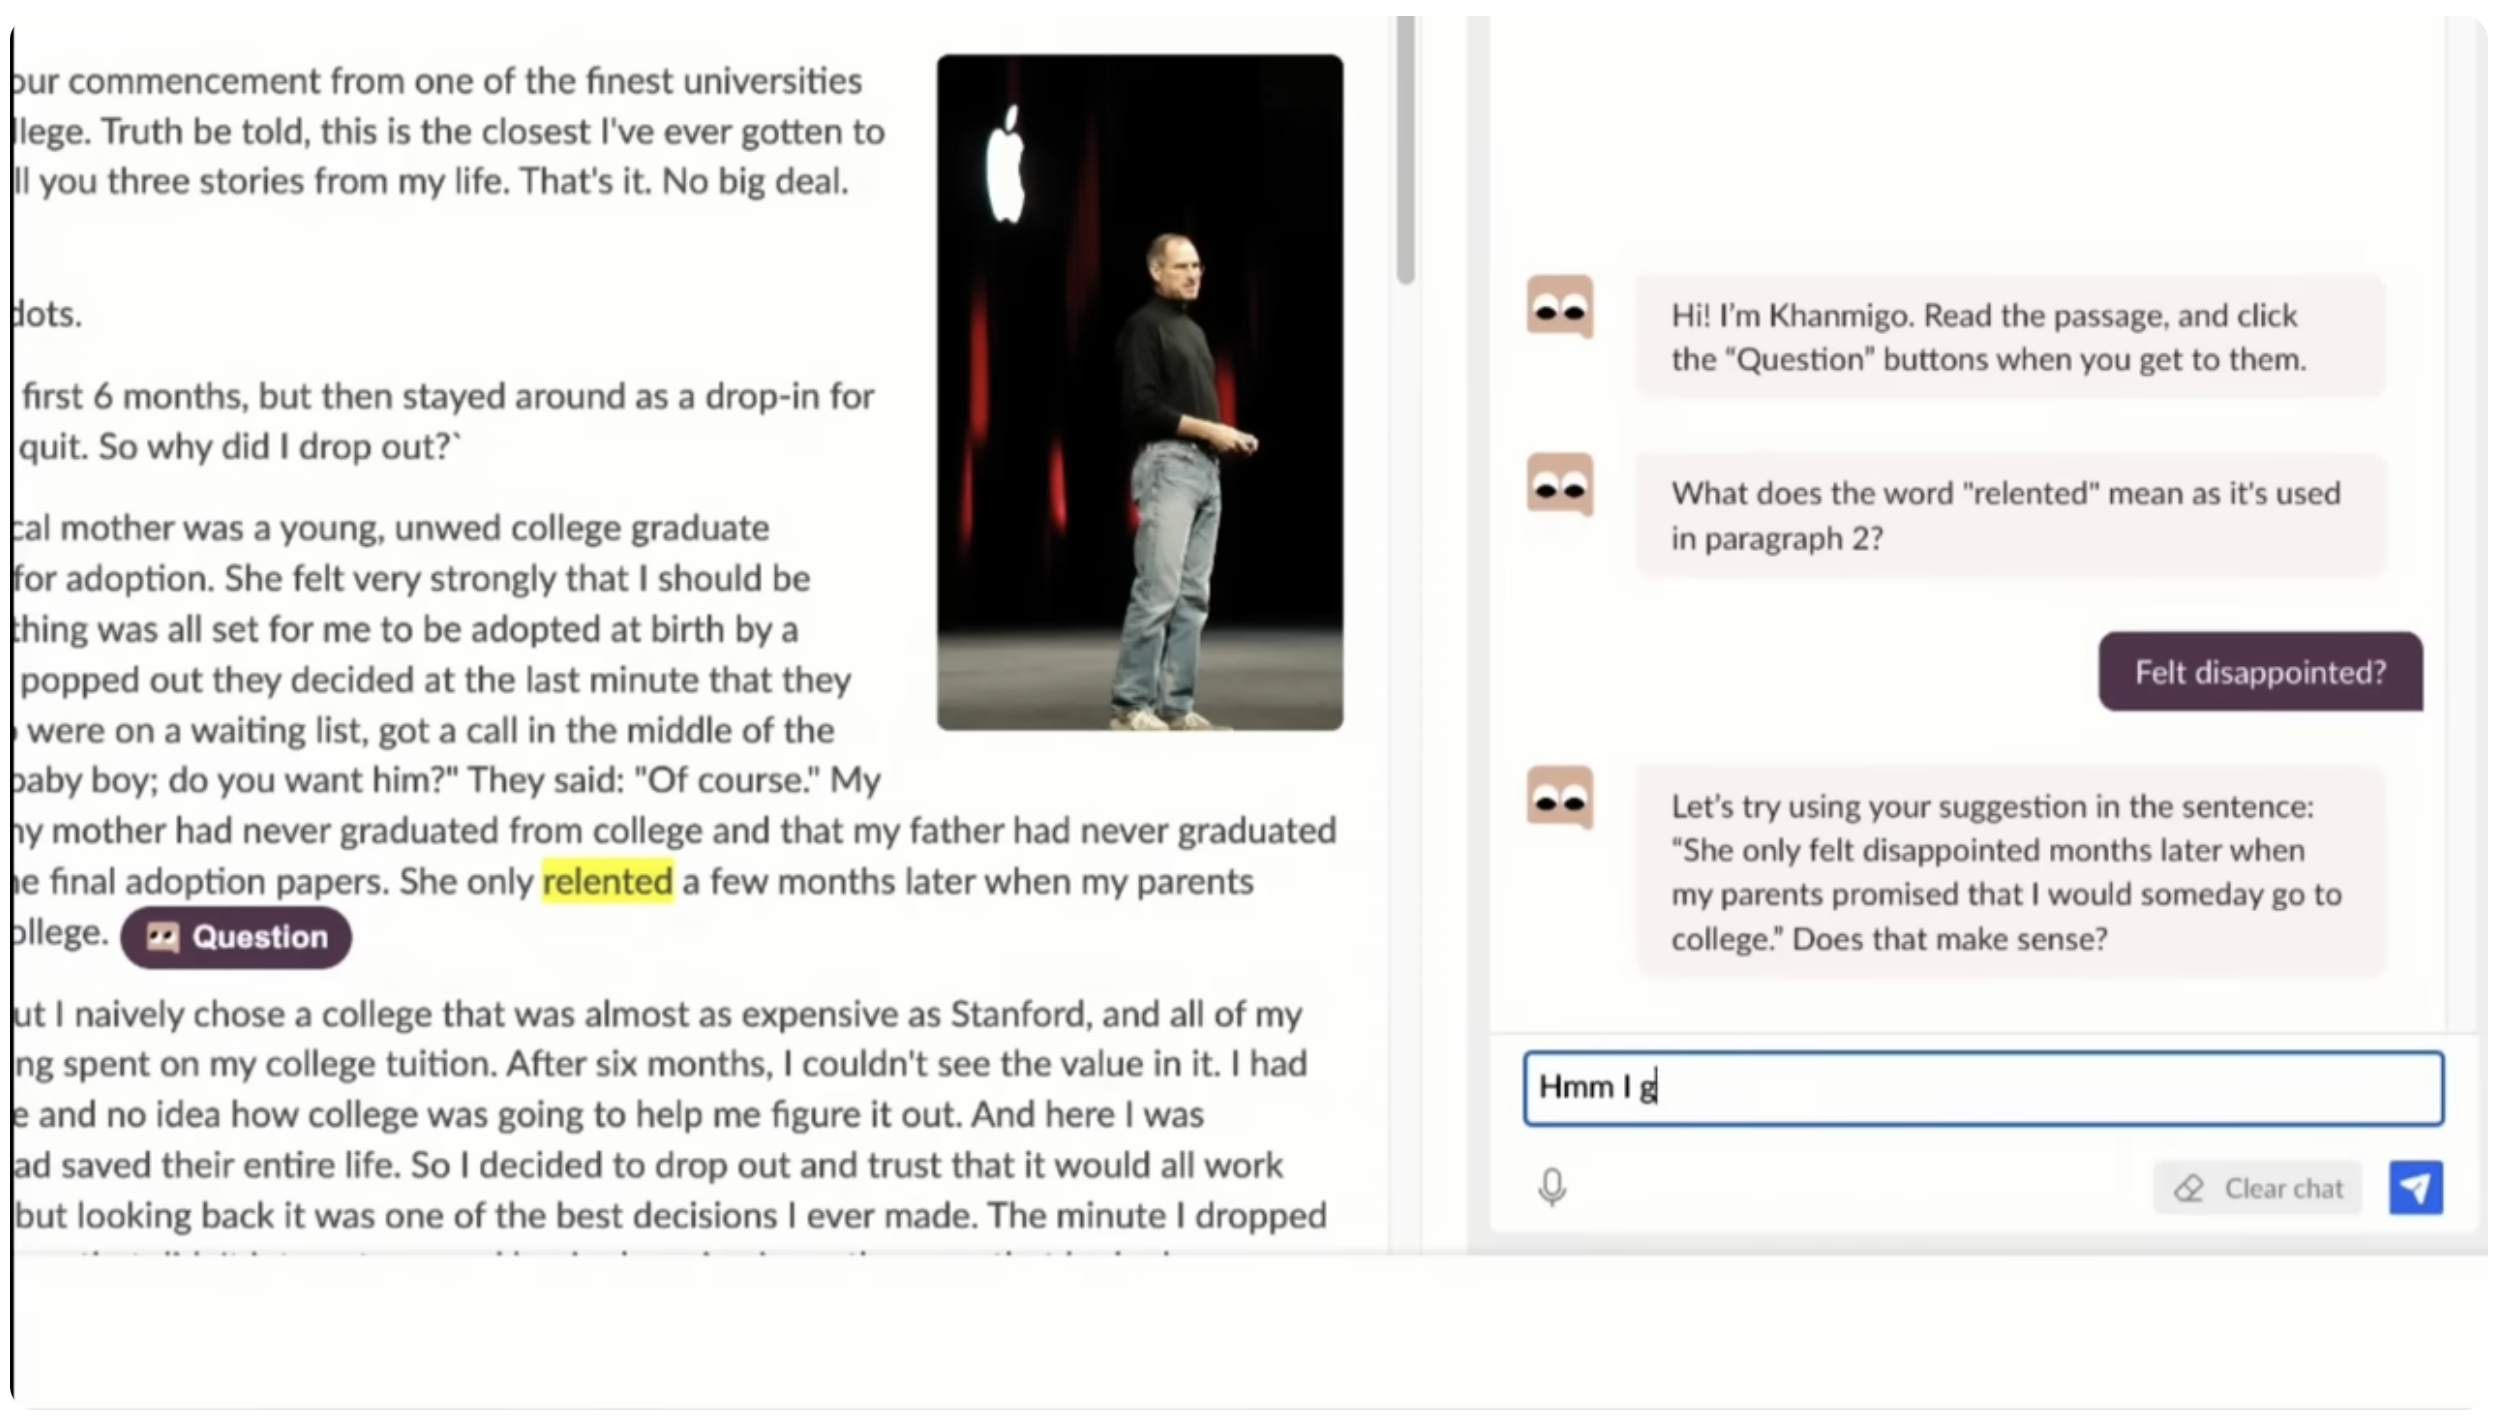 our commencement from one of the finest universities
llege. Truth be told, this is the closest I've ever gotten to
ll you three stories from my life. That's it. No big deal.
dots.
first 6 months, but then stayed around as a drop-in for
quit. So why did I drop out?`
cal mother was a young, unwed college graduate
for adoption. She felt very strongly that I should be
thing was all set for me to be adopted at birth by a
popped out they decided at the last minute that they
were on a waiting list, got a call in the middle of the
baby boy; do you want him?" They said: "Of course." My
my mother had never graduated from college and that my father had never graduated
he final adoption papers. She only relented a few months later when my parents
ollege. Question
ut I naively chose a college that was almost as expensive as Stanford, and all of my
ng spent on my college tuition. After six months, I couldn't see the value in it. I had
e and no idea how college was going to help me figure it out. And here I was
ad saved their entire life. So I decided to drop out and trust that it would all work
but looking back it was one of the best decisions I ever made. The minute I dropped
Hi! I’m Khanmigo. Read the passage, and click
the “Question” buttons when you get to them.
What does the word "relented" mean as it's used
in paragraph 2?
Felt disappointed?
Let’s try using your suggestion in the sentence:
“She only felt disappointed months later when
my parents promised that I would someday go to
college.” Does that make sense?
Hmm I g
Clear chat